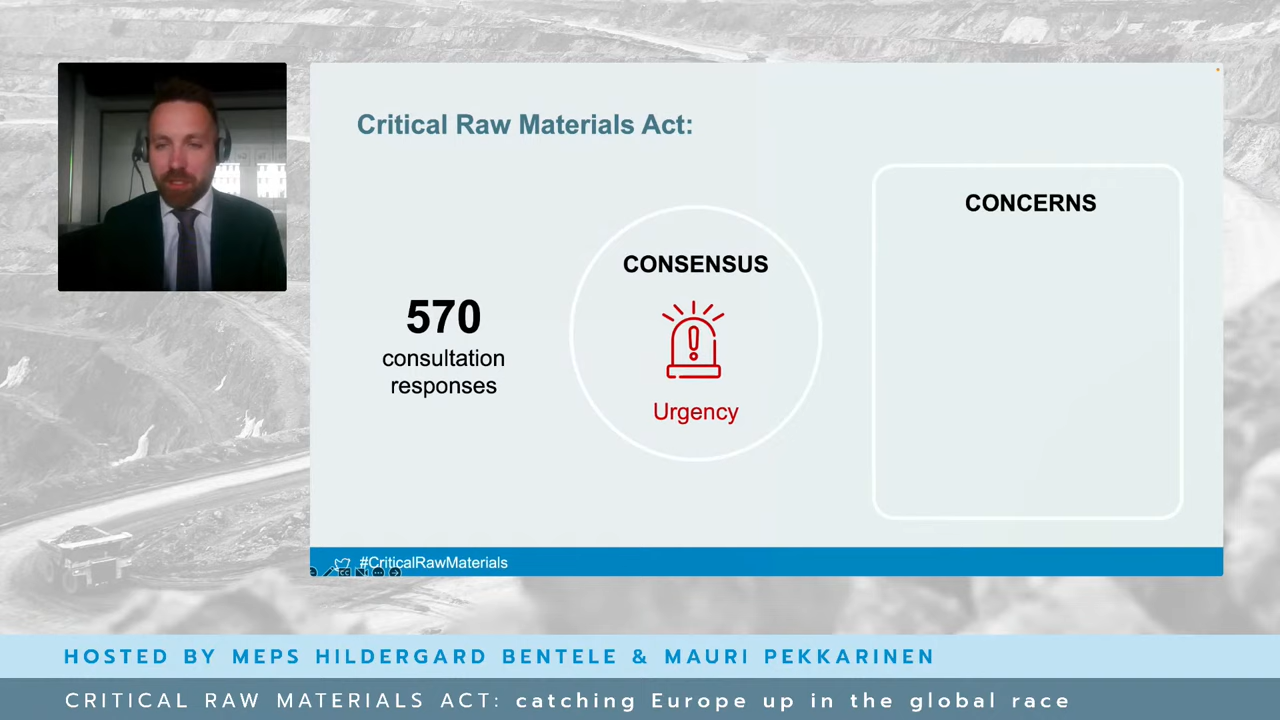 Critical Raw Materials Act:
570
consultation
responses
CONSENSUS
Urgency
CONCERNS
#CriticalRawMaterials
HOSTED BY MEPS HILDERGARD BENTELE & MAURI PEKKARINEN
CRITICAL RAW MATERIALS ACT: catching Europe up in the global race